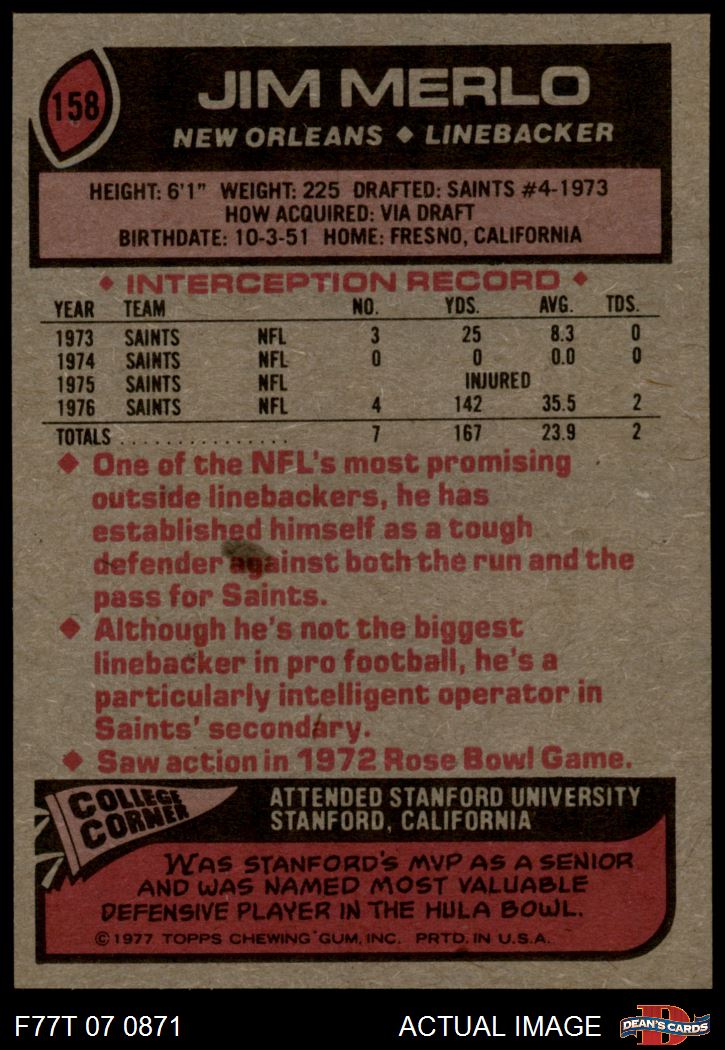 158
JIM MERLO
NEW ORLEANS ◆ LINEBACKER
HEIGHT: 6'1" WEIGHT: 225 DRAFTED: SAINTS #4-1973
HOW ACQUIRED: VIA DRAFT
BIRTHDATE: 10-3-51 HOME: FRESNO, CALIFORNIA
◆ INTERCEPTION RECORD ◆
YEAR TEAM NO. YDS. AVG. TDS.
1973 SAINTS NFL 3 25 8.3 0
1974 SAINTS NFL 0 0 0.0 0
1975 SAINTS NFL INJURED
1976 SAINTS NFL 4 142 35.5 2
TOTALS . . . . . . . . . . . . . . . 7 167 23.9 2
◆ One of the NFL's most promising
outside linebackers, he has
established himself as a tough
defender against both the run and the
pass for Saints.
◆ Although he's not the biggest
linebacker in pro football, he's a
particularly intelligent operator in
Saints' secondary.
◆ Saw action in 1972 Rose Bowl Game.
COLLEGE
CORNER
ATTENDED STANFORD UNIVERSITY
STANFORD, CALIFORNIA
WAS STANFORD'S MVP AS A SENIOR
AND WAS NAMED MOST VALUABLE
DEFENSIVE PLAYER IN THE HULA BOWL.
© 1977 TOPPS CHEWING GUM, INC. PRTD. IN U.S.A.
F77T 07 0871 ACTUAL IMAGE
D
DEAN'S CARDS